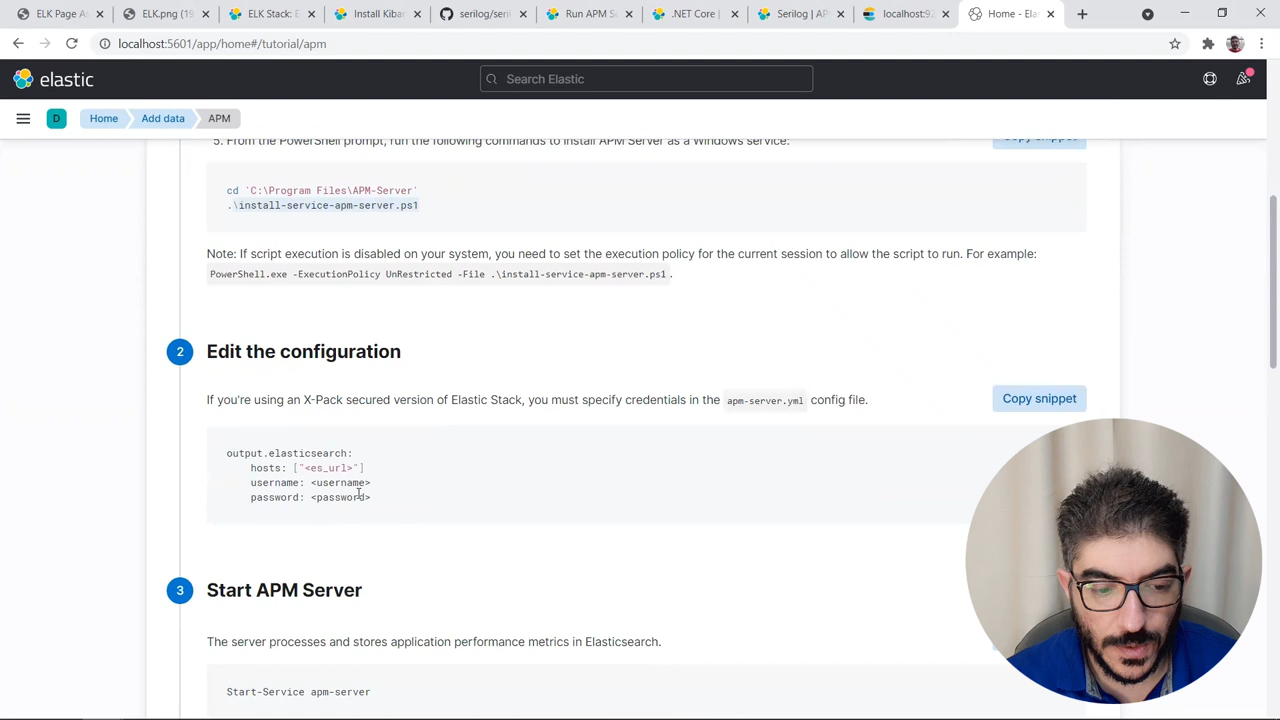 ELK Page A
ELK.png (19
ELK Stack: E
Install Kiba
serilog/seri
Run APM S
.NET Core |
Serilog | AP
localhost:92
Home - Ela
localhost:5601/app/home#/tutorial/apm
elastic
Search Elastic
D
Home
Add data
APM
5. From the PowerShell prompt, run the following commands to install APM Server as a Windows service:
Copy snippet
cd 'C:\Program Files\APM-Server'
.\install-service-apm-server.ps1
Note: If script execution is disabled on your system, you need to set the execution policy for the current session to allow the script to run. For example:
PowerShell.exe -ExecutionPolicy UnRestricted -File .\install-service-apm-server.ps1 .
2
Edit the configuration
If you're using an X-Pack secured version of Elastic Stack, you must specify credentials in the apm-server.yml config file.
Copy snippet
output.elasticsearch:
hosts: ["<es_url>"]
username: <username>
password: <password>
3
Start APM Server
The server processes and stores application performance metrics in Elasticsearch.
Start-Service apm-server